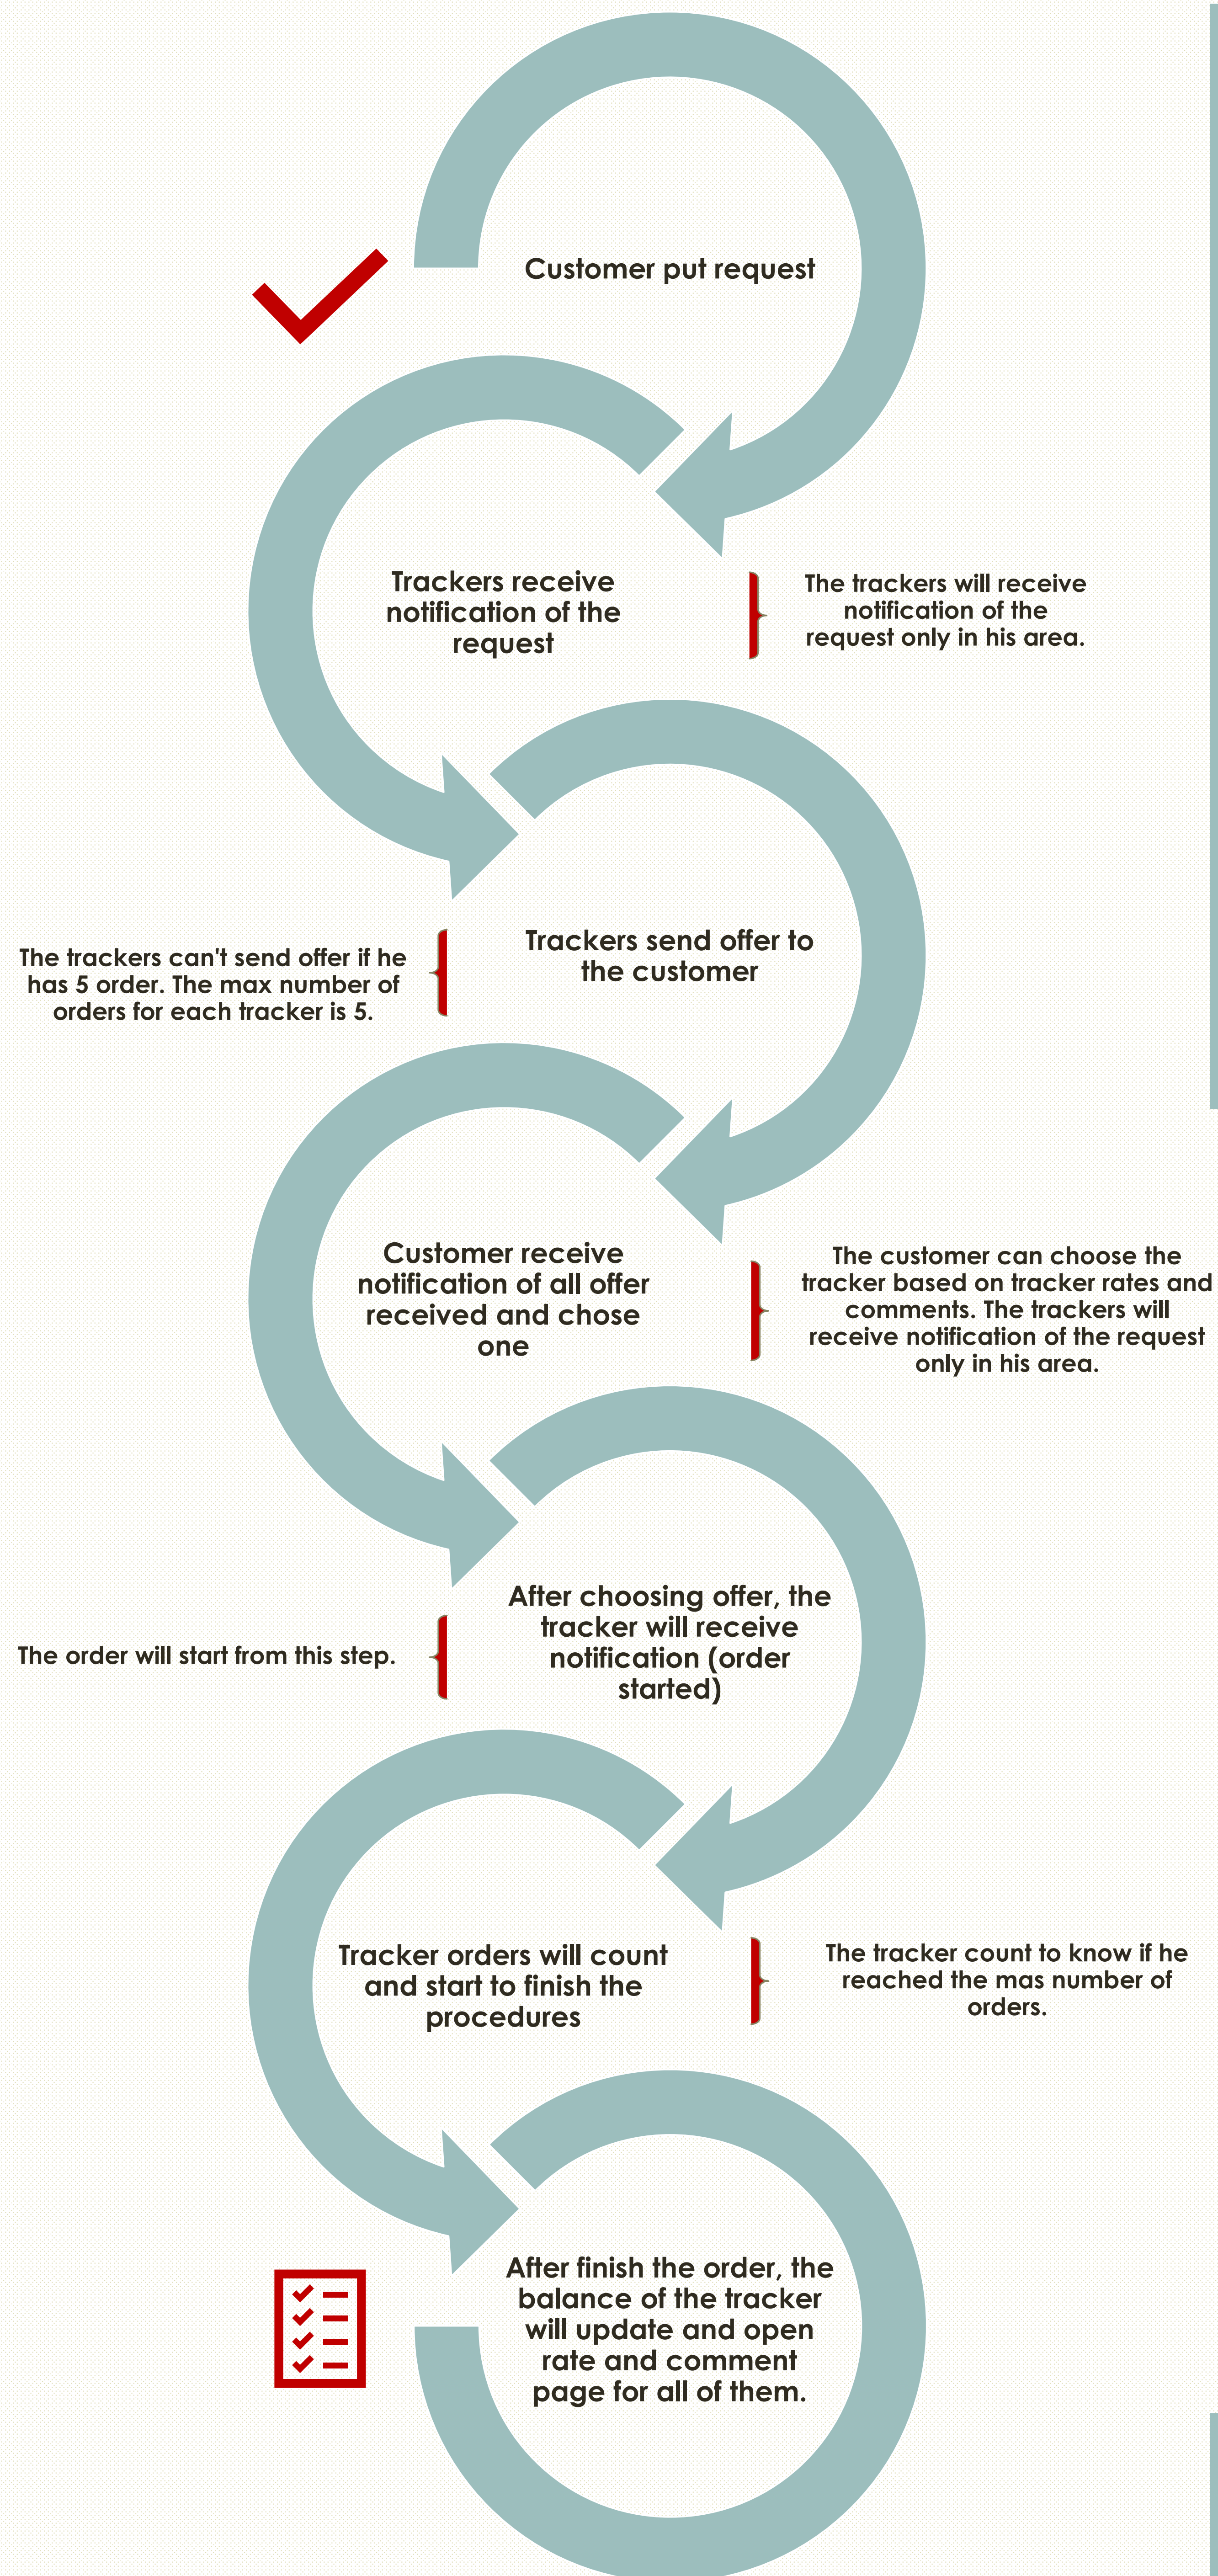 Customer put request
Trackers receive
notification of the
request
The trackers will receive
notification of the
request only in his area.
Trackers send offer to
the customer
The trackers can't send offer if he
has 5 order. The max number of
orders for each tracker is 5.
Customer receive
notification of all offer
received and chose
one
The customer can choose the
tracker based on tracker rates and
comments. The trackers will
receive notification of the request
only in his area.
After choosing offer, the
tracker will receive
notification (order
started)
The order will start from this step.
Tracker orders will count
and start to finish the
procedures
The tracker count to know if he
reached the mas number of
orders.
After finish the order, the
balance of the tracker
will update and open
rate and comment
page for all of them.